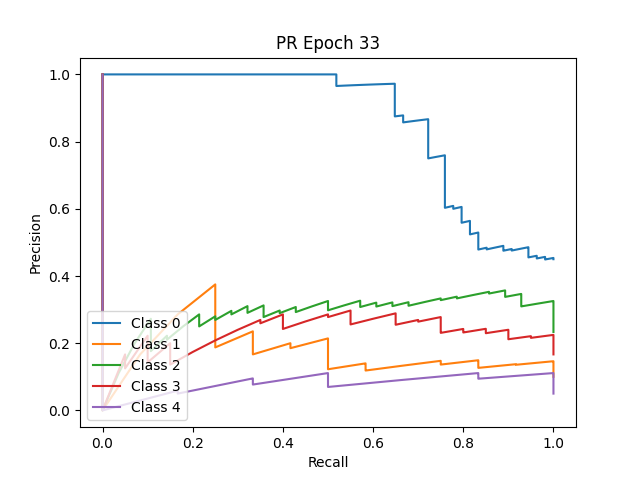 PR Epoch 33
Precision
1.0
0.8
0.6
0.4
0.2
0.0
Class 0
Class 1
Class 2
Class 3
Class 4
0.0 0.2 0.4 0.6 0.8 1.0
Recall